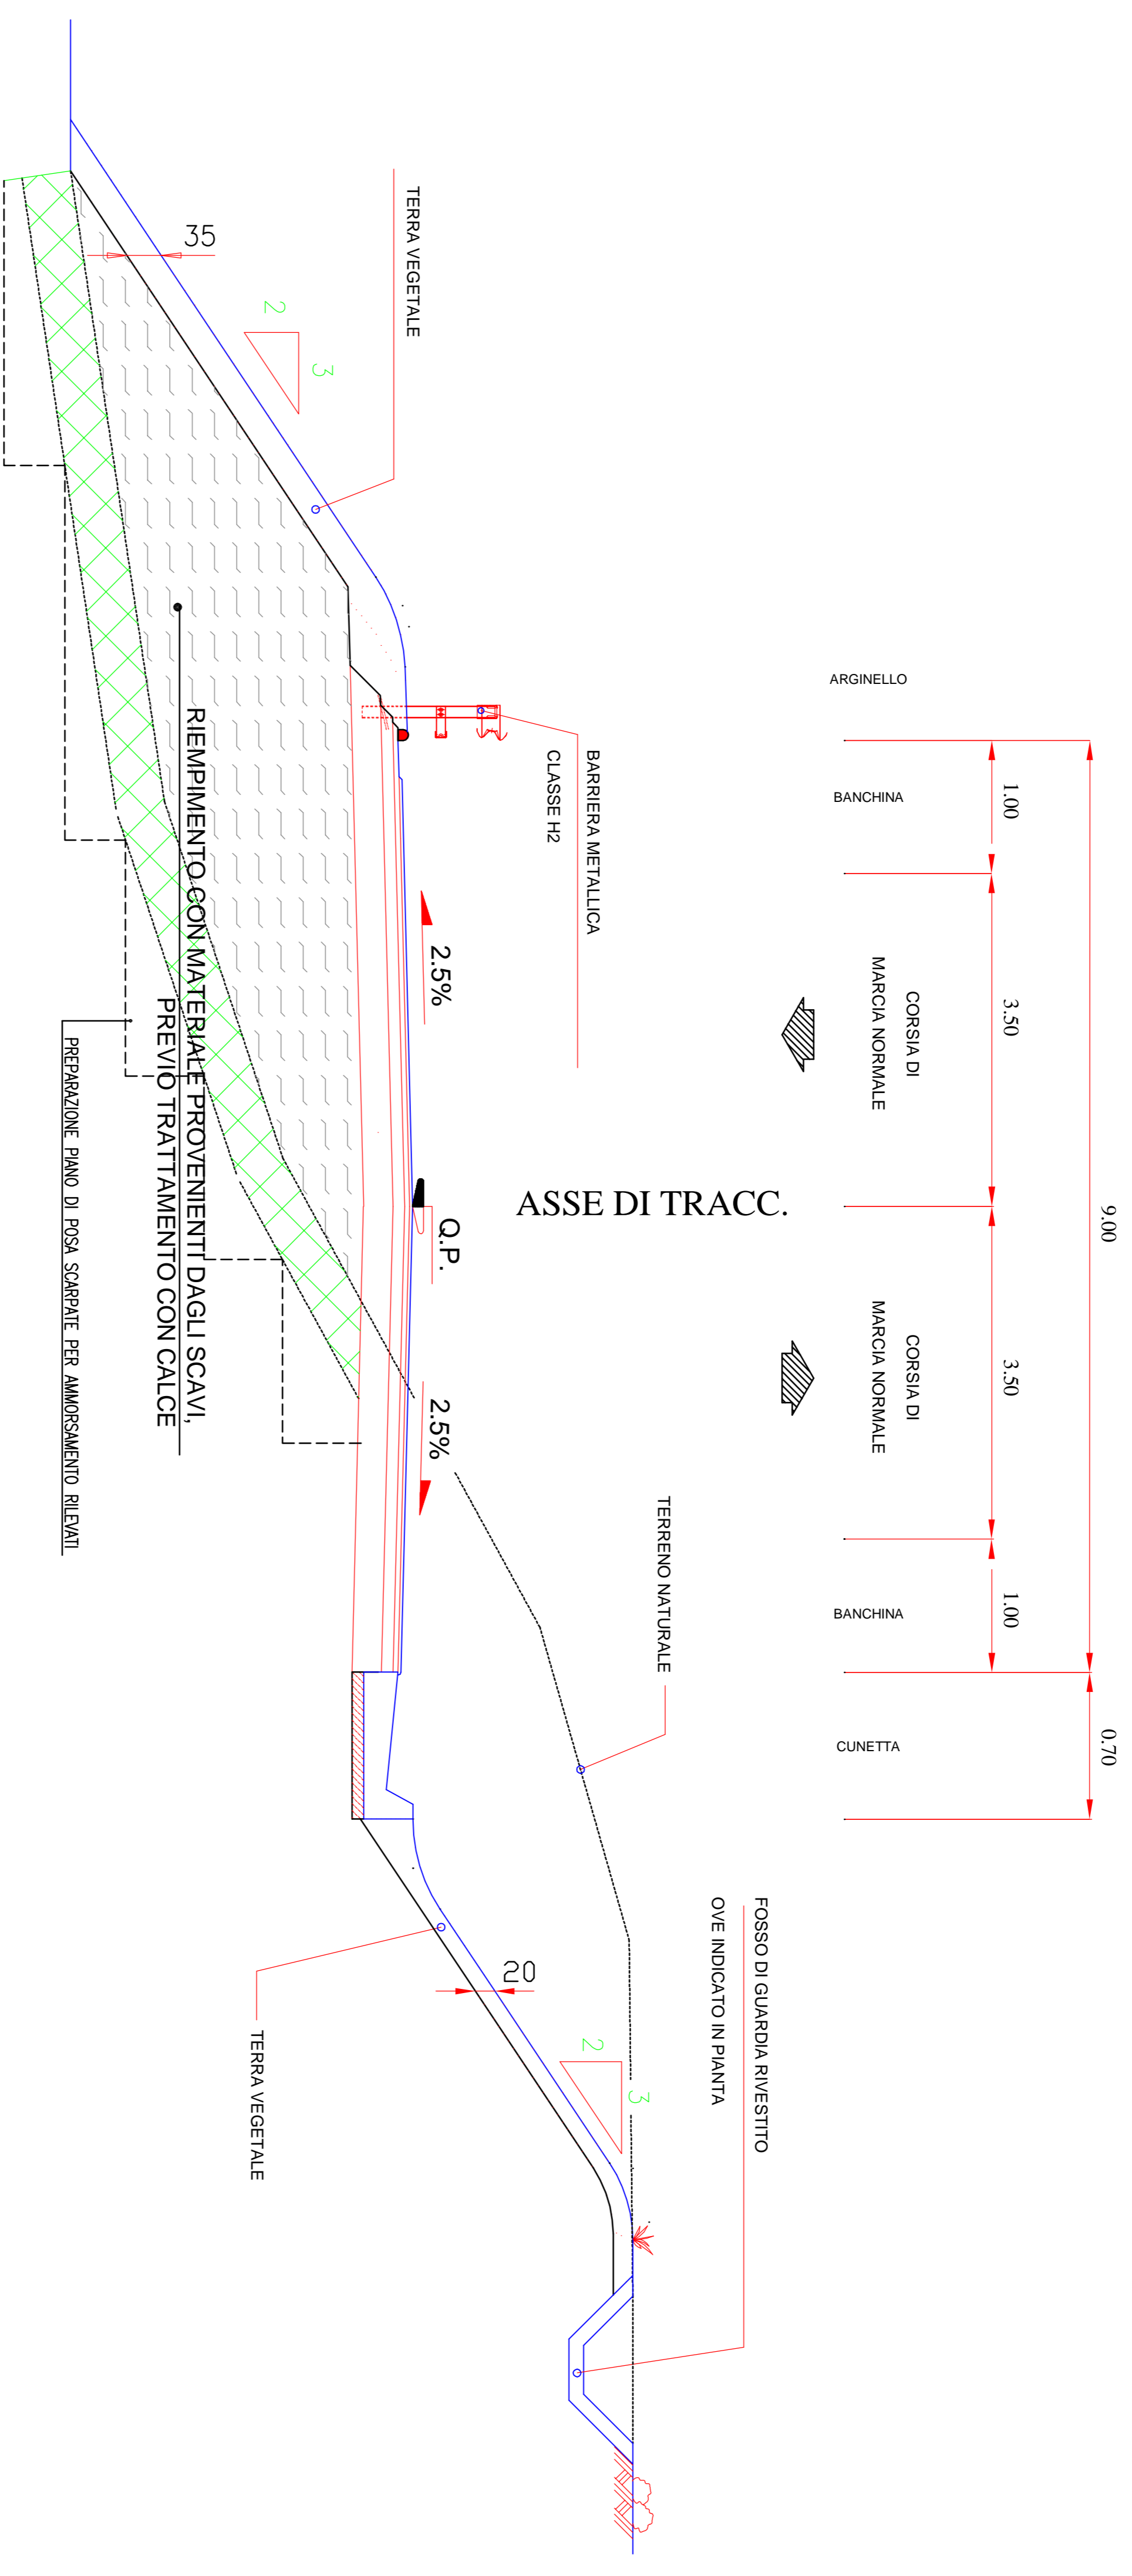 9.00
0.70
1.00
3.50
3.50
1.00
ARGINELLO
BANCHINA
CORSIA DI
MARCIA NORMALE
CORSIA DI
MARCIA NORMALE
BANCHINA
CUNETTA
ASSE DI TRACC.
FOSSO DI GUARDIA RIVESTITO
OVE INDICATO IN PIANTA
TERRENO NATURALE
BARRIERA METALLICA
CLASSE H2
TERRA VEGETALE
2.5%
Q.P.
2.5%
3
2
20
3
2
35
TERRA VEGETALE
RIEMPIMENTO CON MATERIALE PROVENIENTI DAGLI SCAVI,
PREVIO TRATTAMENTO CON CALCE
PREPARAZIONE PIANO DI POSA SCARPATE PER AMMORSAMENTO RILEVATI